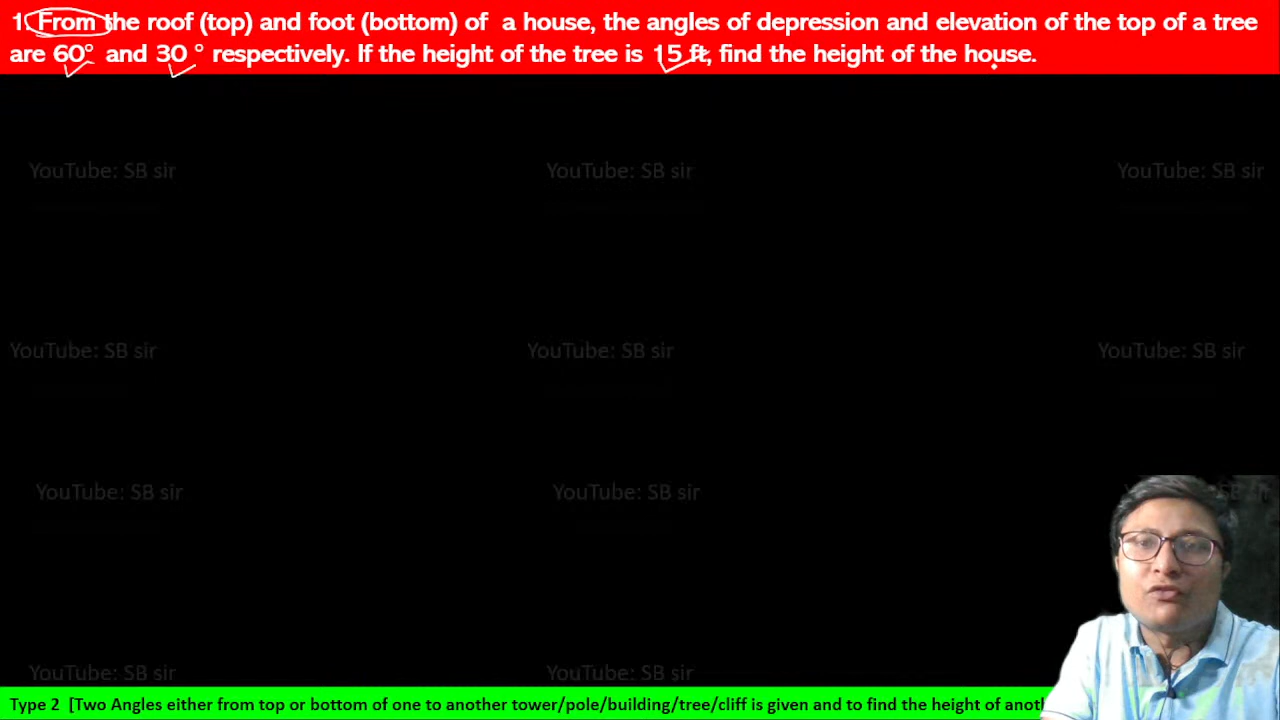 1. From the roof (top) and foot (bottom) of a house, the angles of depression and elevation of the top of a tree
are 60° and 30 ° respectively. If the height of the tree is 15 ft, find the height of the house.
YouTube: SB sir YouTube: SB sir YouTube: SB sir
YouTube: SB sir YouTube: SB sir YouTube: SB sir
YouTube: SB sir YouTube: SB sir SB sir
YouTube: SB sir YouTube: SB sir
Type 2 [Two Angles either from top or bottom of one to another tower/pole/building/tree/cliff is given and to find the height of